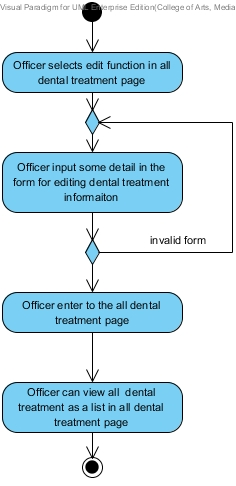 Visual Paradigm for UML Enterprise Edition(College of Arts, Media
Officer selects edit function in all
dental treatment page
Officer input some detail in the
form for editing dental treatment
informaiton
invalid form
Officer enter to the all dental
treatment page
Officer can view all dental
treatment as a list in all dental
treatment page